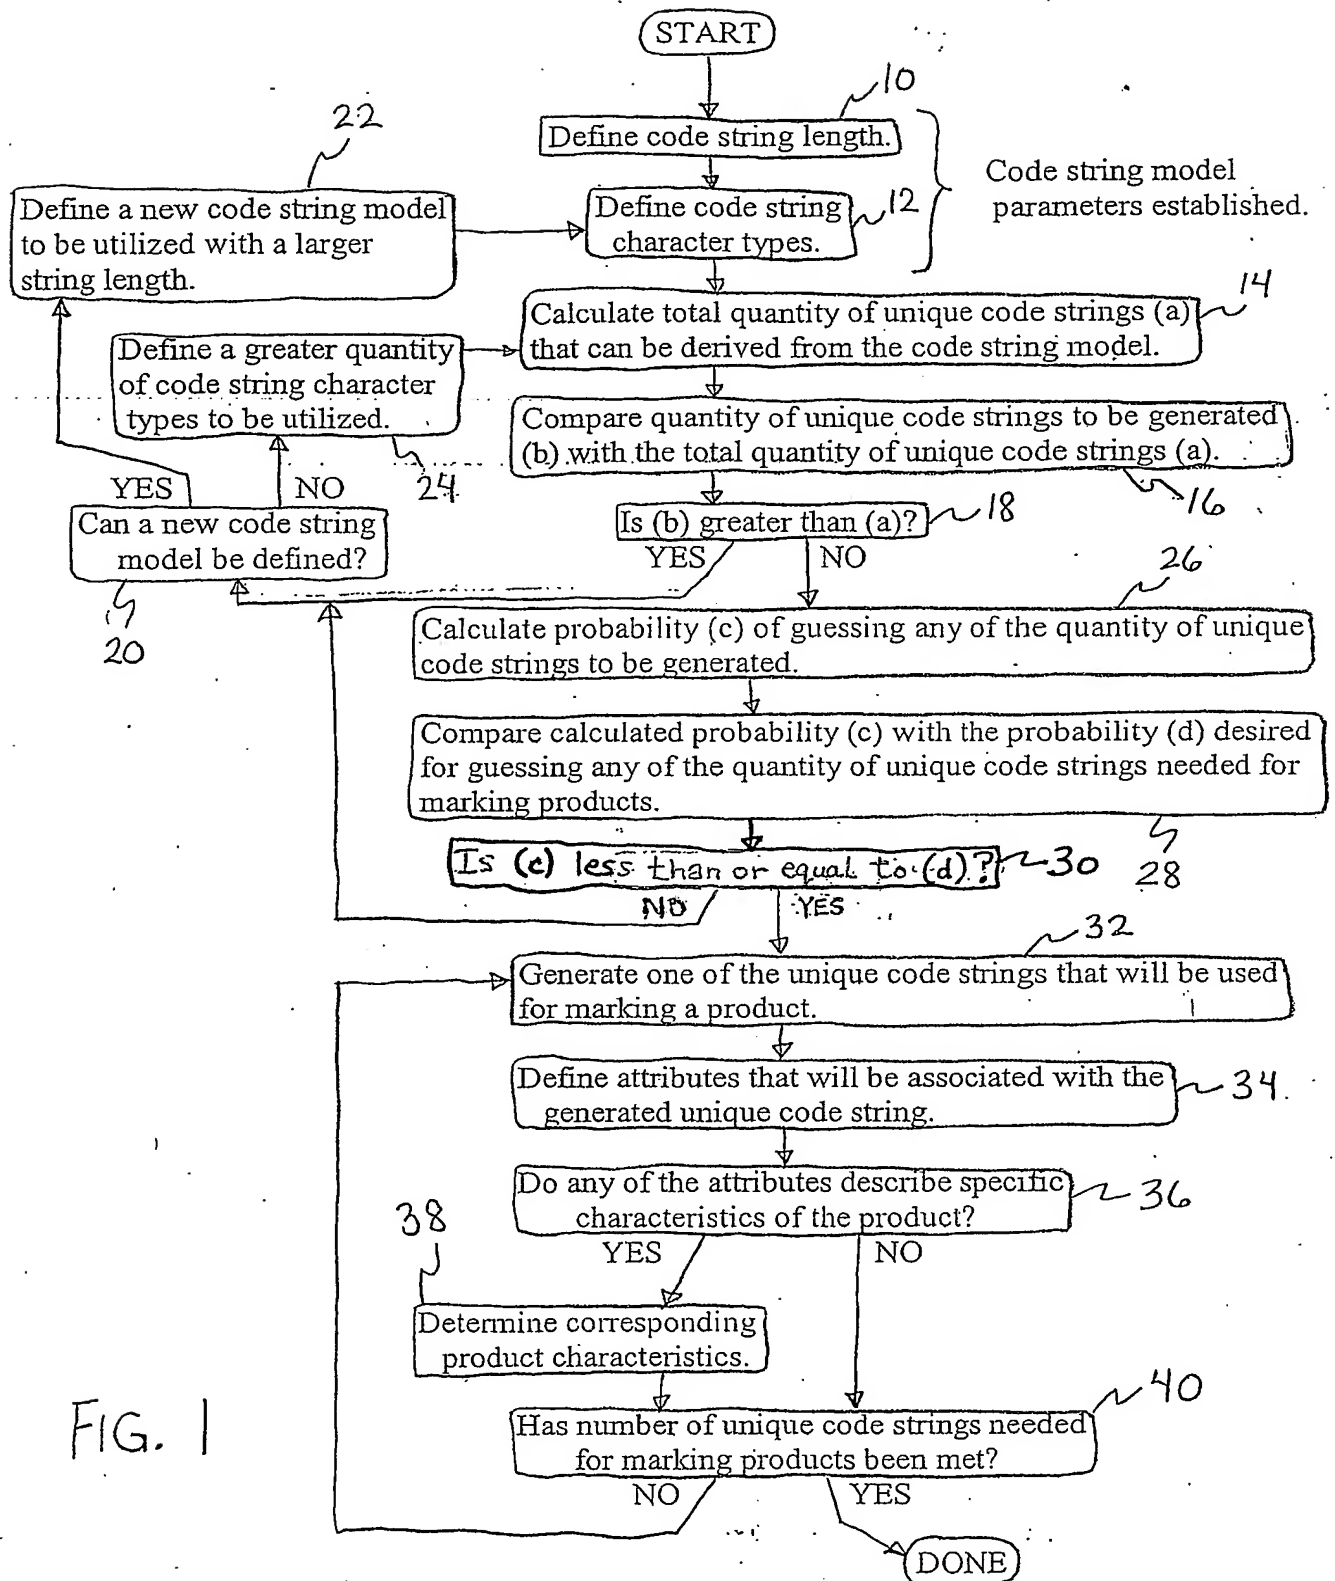 START
10
Define code string length.
22
Code string model
parameters established.
Define a new code string model
to be utilized with a larger
string length.
Define code string
character types.
12
14
Calculate total quantity of unique code strings (a)
that can be derived from the code string model.
Define a greater quantity
of code string character
types to be utilized.
24
Compare quantity of unique code strings to be generated
(b) with the total quantity of unique code strings (a).
16
YES
NO
Can a new code string
model be defined?
20
Is (b) greater than (a)?
18
YES
NO
26
Calculate probability (c) of guessing any of the quantity of unique
code strings to be generated.
Compare calculated probability (c) with the probability (d) desired
for guessing any of the quantity of unique code strings needed for
marking products.
28
Is (c) less than or equal to (d)?
30
NO
YES
32
Generate one of the unique code strings that will be used
for marking a product.
Define attributes that will be associated with the
generated unique code string.
34
Do any of the attributes describe specific
characteristics of the product?
36
38
YES
NO
Determine corresponding
product characteristics.
40
Has number of unique code strings needed
for marking products been met?
NO
YES
DONE
FIG. 1